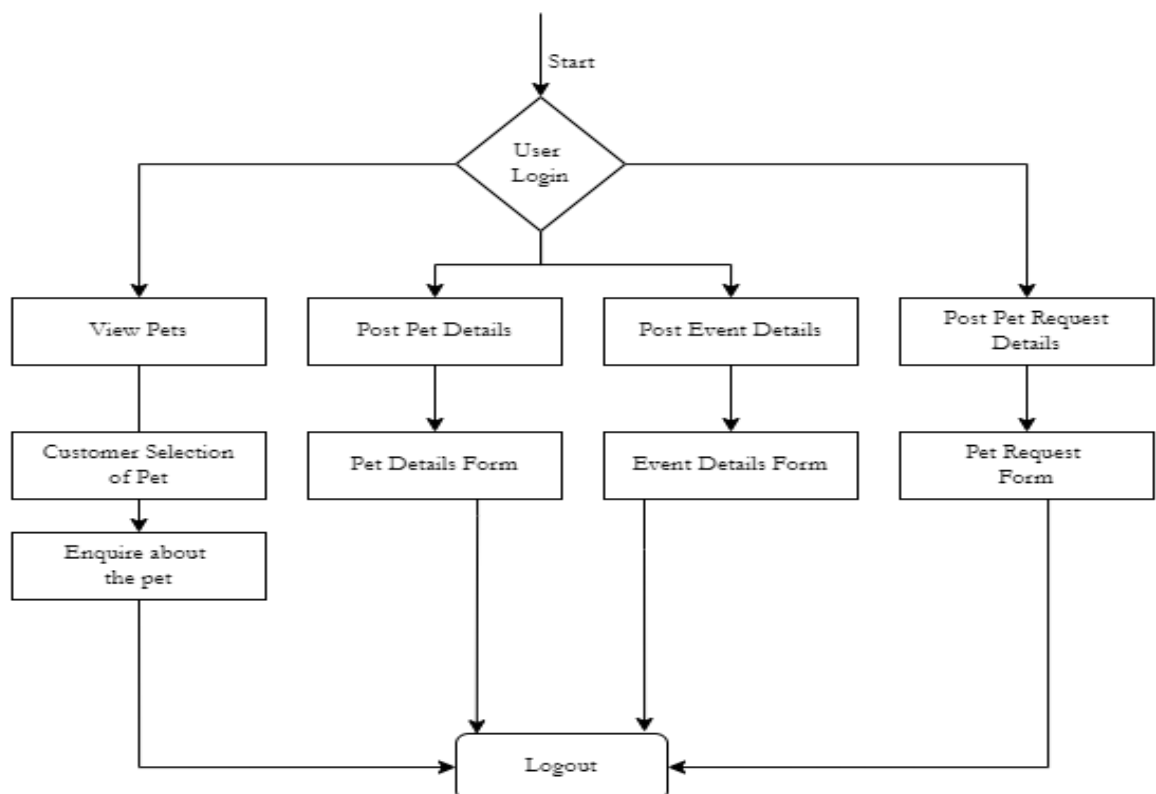 Start
User
Login
View Pets
Post Pet Details
Post Event Details
Post Pet Request
Details
Customer Selection
of Pet
Pet Details Form
Event Details Form
Pet Request
Form
Enquire about
the pet
Logout